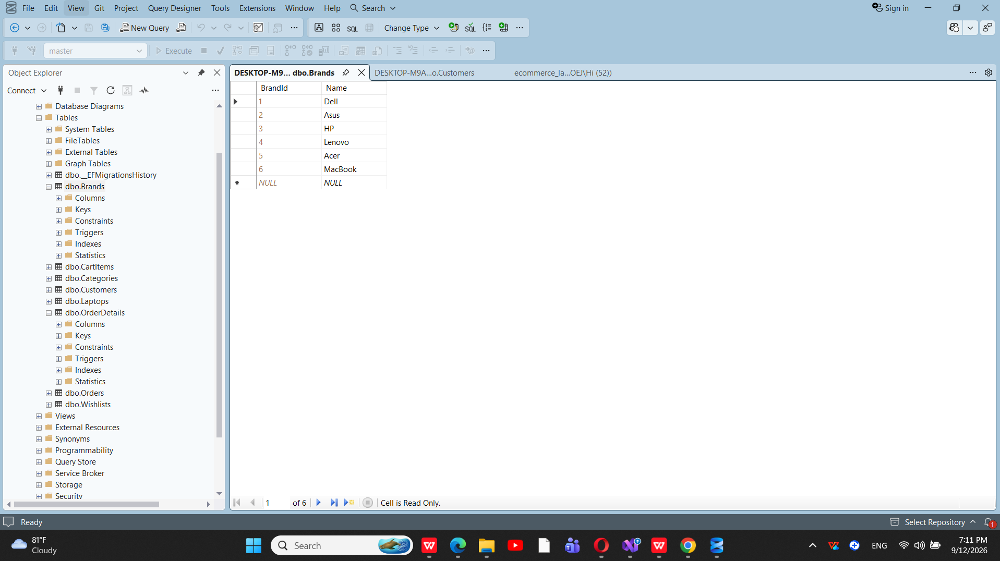 File Edit View Git Project Query Designer Tools Extensions Window Help Search Sign in
New Query SQL Change Type SQL
master Execute
Object Explorer
Connect
Database Diagrams
Tables
System Tables
FileTables
External Tables
Graph Tables
dbo.__EFMigrationsHistory
dbo.Brands
Columns
Keys
Constraints
Triggers
Indexes
Statistics
dbo.CartItems
dbo.Categories
dbo.Customers
dbo.Laptops
dbo.OrderDetails
Columns
Keys
Constraints
Triggers
Indexes
Statistics
dbo.Orders
dbo.Wishlists
Views
External Resources
Synonyms
Programmability
Query Store
Service Broker
Storage
Security
DESKTOP-M9... dbo.Brands DESKTOP-M9A...o.Customers ecommerce_la...OEJ\Hi (52))
BrandId Name
1 Dell
2 Asus
3 HP
4 Lenovo
5 Acer
6 MacBook
NULL NULL
1 of 6 Cell is Read Only.
Ready Select Repository 1
81°F
Cloudy
Search
ENG
7:11 PM
9/12/2026